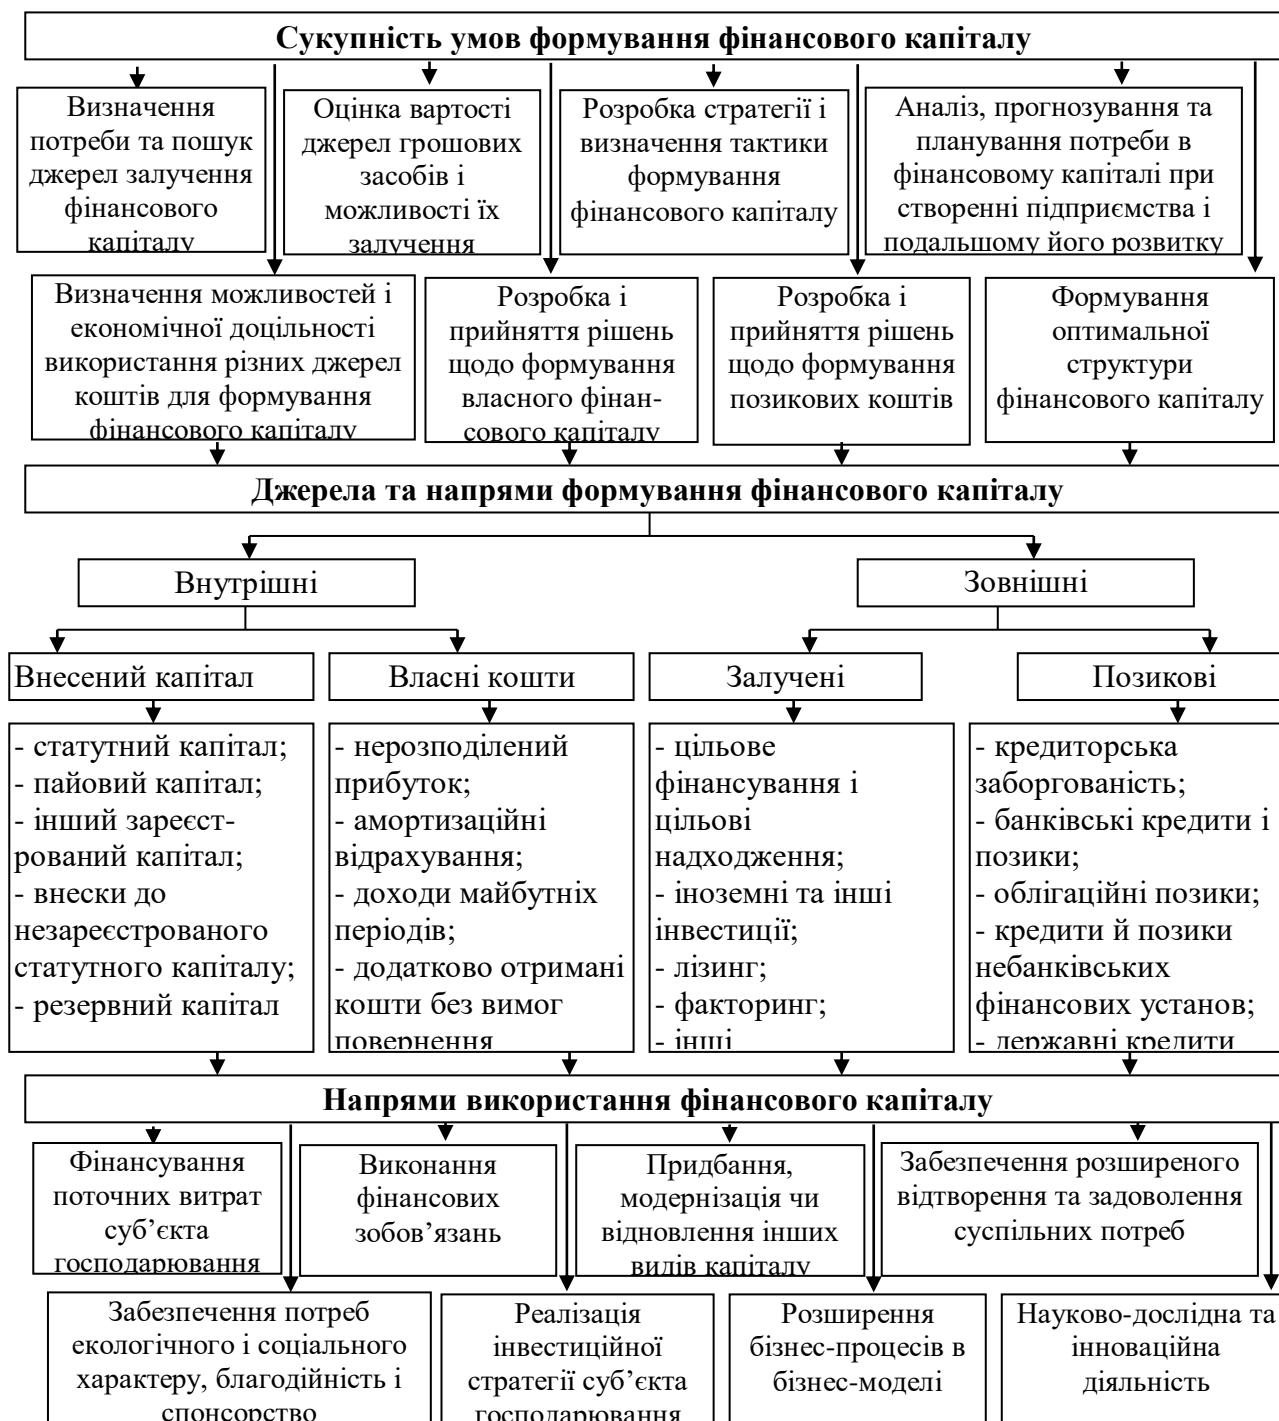 Сукупність умов формування фінансового капіталу
Визначення
потреби та пошук
джерел залучення
фінансового
капіталу
Оцінка вартості
джерел грошових
засобів і
можливості їх
залучення
Розробка стратегії і
визначення тактики
формування
фінансового капіталу
Аналіз, прогнозування та
планування потреби в
фінансовому капіталі при
створенні підприємства і
подальшому його розвитку
Визначення можливостей і
економічної доцільності
використання різних джерел
коштів для формування
фінансового капіталу
Розробка і
прийняття рішень
щодо формування
власного фінан-
сового капіталу
Розробка і
прийняття рішень
щодо формування
позикових коштів
Формування
оптимальної
структури
фінансового капіталу
Джерела та напрями формування фінансового капіталу
Внутрішні
Зовнішні
Внесений капітал
Власні кошти
Залучені
Позикові
- статутний капітал;
- пайовий капітал;
- інший зареєст-
рований капітал;
- внески до
незареєстрованого
статутного капіталу;
- резервний капітал
- нерозподілений
прибуток;
- амортизаційні
відрахування;
- доходи майбутніх
періодів;
- додатково отримані
кошти без вимог
повернення
- цільове
фінансування і
цільові
надходження;
- іноземні та інші
інвестиції;
- лізинг;
- факторинг;
- інші
- кредиторська
заборгованість;
- банківські кредити і
позики;
- облігаційні позики;
- кредити й позики
небанківських
фінансових установ;
- державні кредити
Напрями використання фінансового капіталу
Фінансування
поточних витрат
суб’єкта
господарювання
Виконання
фінансових
зобов’язань
Придбання,
модернізація чи
відновлення інших
видів капіталу
Забезпечення розширеного
відтворення та задоволення
суспільних потреб
Забезпечення потреб
екологічного і соціального
характеру, благодійність і
спонсорство
Реалізація
інвестиційної
стратегії суб’єкта
господарювання
Розширення
бізнес-процесів в
бізнес-моделі
Науково-дослідна та
інноваційна
діяльність